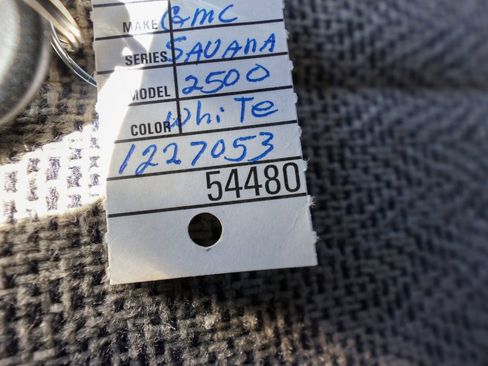 MAKE GMC
SERIES SAVANA
MODEL 2500
COLOR White
1227053
54480